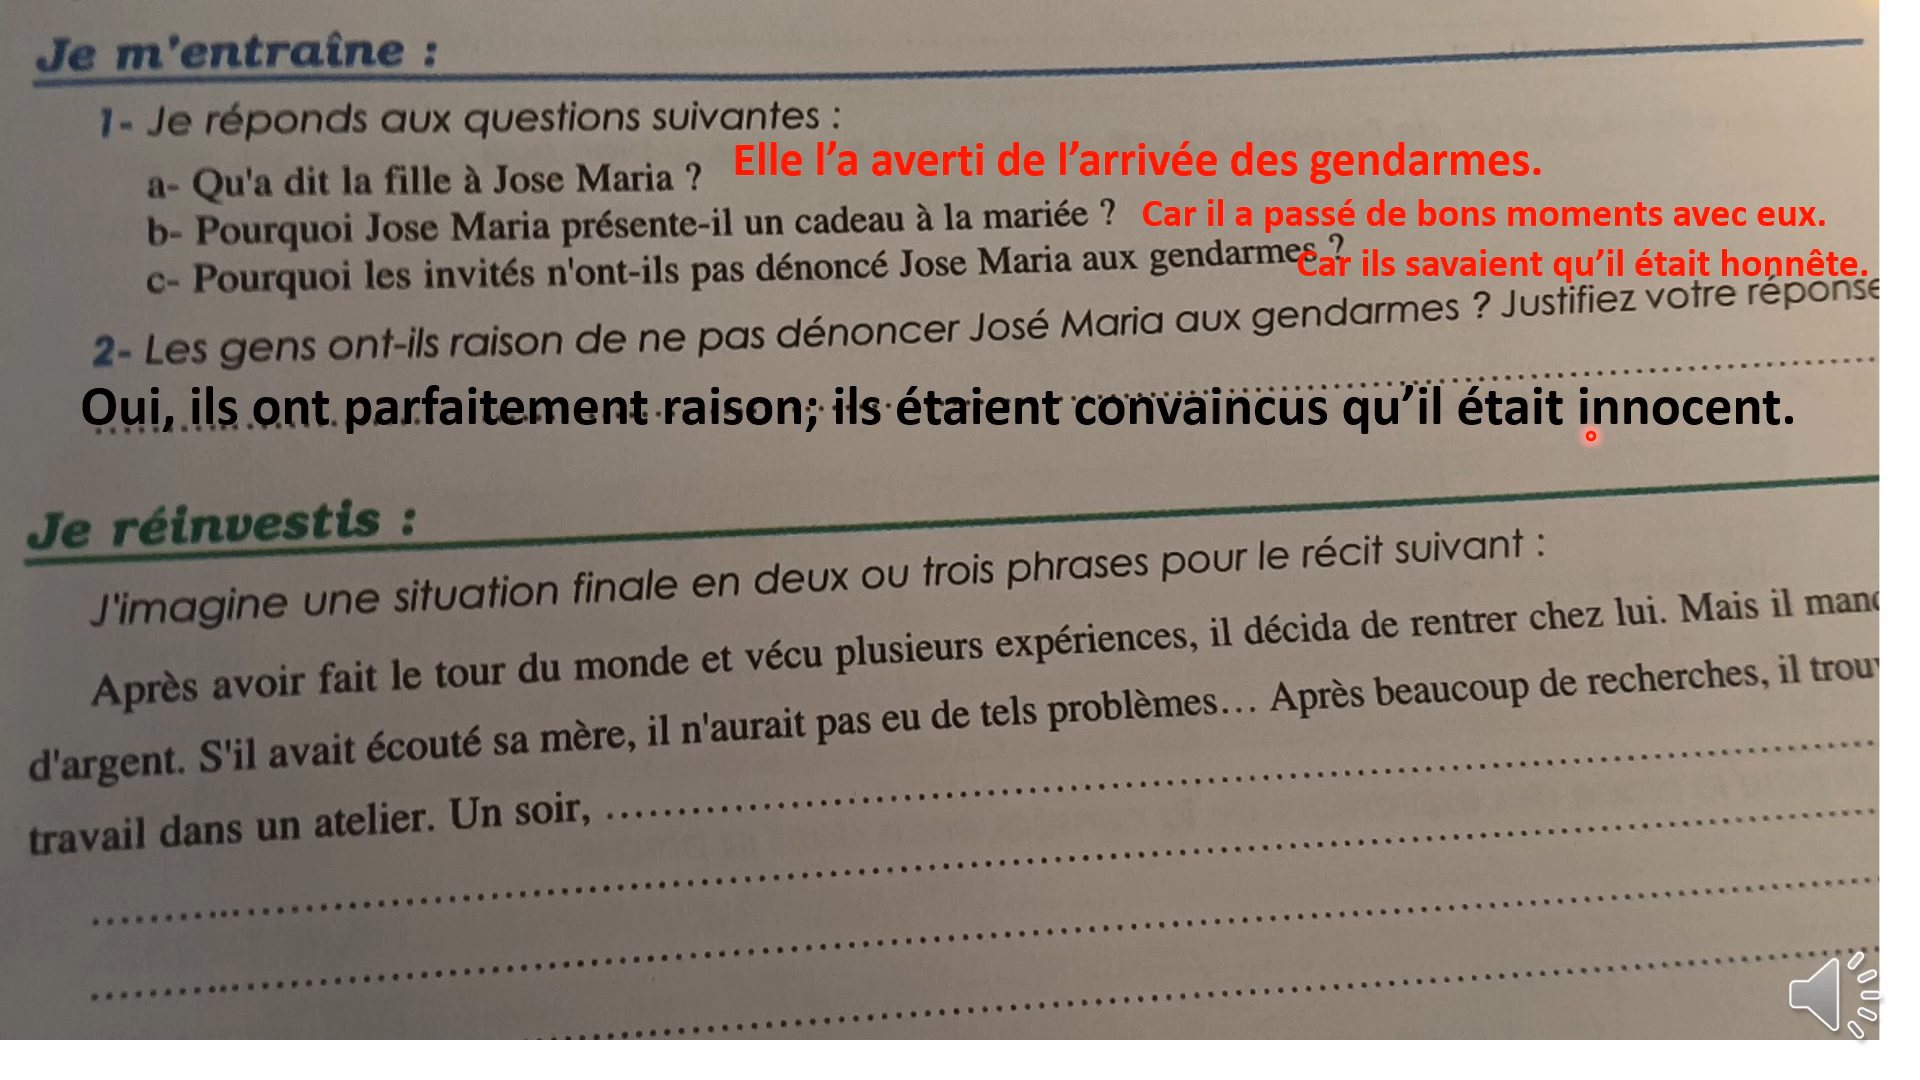 Je m'entraîne :
1- Je réponds aux questions suivantes :
a- Qu'a dit la fille à Jose Maria ? Elle l’a averti de l’arrivée des gendarmes.
b- Pourquoi Jose Maria présente-il un cadeau à la mariée ? Car il a passé de bons moments avec eux.
c- Pourquoi les invités n'ont-ils pas dénoncé Jose Maria aux gendarmes ? Car ils savaient qu’il était honnête.
2- Les gens ont-ils raison de ne pas dénoncer José Maria aux gendarmes ? Justifiez votre réponse
Oui, ils ont parfaitement raison; ils étaient convaincus qu’il était innocent.
Je réinvestis :
J'imagine une situation finale en deux ou trois phrases pour le récit suivant :
Après avoir fait le tour du monde et vécu plusieurs expériences, il décida de rentrer chez lui. Mais il
d'argent. S'il avait écouté sa mère, il n'aurait pas eu de tels problèmes... Après beaucoup de recherches, il
travail dans un atelier. Un soir, ..........